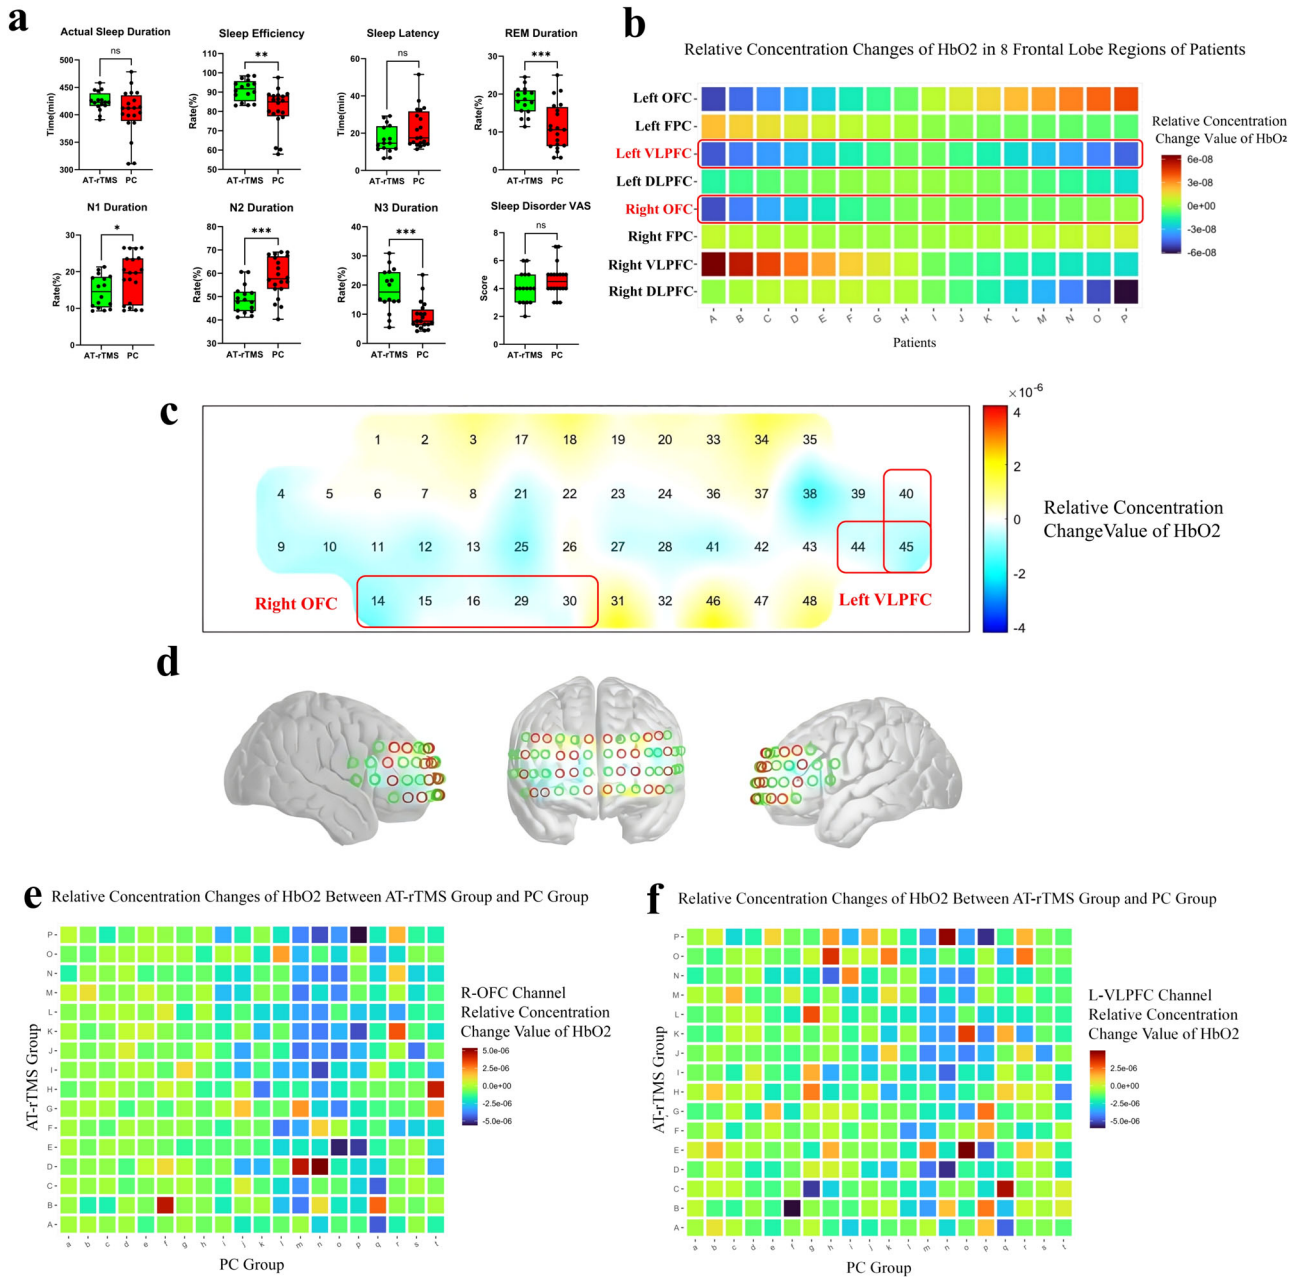 a
Actual Sleep Duration
ns
Time(min)
500
450
400
350
300
AT-rTMS PC
Sleep Efficiency
**
Rate(%)
110
100
90
80
70
60
50
AT-rTMS PC
Sleep Latency
ns
Time(min)
60
40
20
0
AT-rTMS PC
REM Duration
***
Rate(%)
30
20
10
0
AT-rTMS PC
N1 Duration
*
Rate(%)
30
20
10
0
AT-rTMS PC
N2 Duration
***
Rate(%)
80
70
60
50
40
30
AT-rTMS PC
N3 Duration
***
Rate(%)
40
30
20
10
0
AT-rTMS PC
Sleep Disorder VAS
ns
Score
8
6
4
2
0
AT-rTMS PC
b
Relative Concentration Changes of HbO2 in 8 Frontal Lobe Regions of Patients
Left OFC
Left FPC
Left VLPFC
Left DLPFC
Right OFC
Right FPC
Right VLPFC
Right DLPFC
A B C D E F G H I J K L M N O P
Patients
Relative Concentration
Change Value of HbO2
6e-08
3e-08
0e+00
-3e-08
-6e-08
c
1 2 3 17 18 19 20 33 34 35
4 5 6 7 8 21 22 23 24 36 37 38 39 40
9 10 11 12 13 25 26 27 28 41 42 43 44 45
Right OFC 14 15 16 29 30 31 32 46 47 48 Left VLPFC
×10⁻⁶
4
2
0
-2
-4
Relative Concentration
ChangeValue of HbO2
d
e
Relative Concentration Changes of HbO2 Between AT-rTMS Group and PC Group
AT-rTMS Group
P
O
N
M
L
K
J
I
H
G
F
E
D
C
B
A
a b c d e f g h i j k l m n o p q r s t
PC Group
R-OFC Channel
Relative Concentration
Change Value of HbO2
5.0e-06
2.5e-06
0.0e+00
-2.5e-06
-5.0e-06
f
Relative Concentration Changes of HbO2 Between AT-rTMS Group and PC Group
AT-rTMS Group
P
O
N
M
L
K
J
I
H
G
F
E
D
C
B
A
a b c d e f g h i j k l m n o p q r s t
PC Group
L-VLPFC Channel
Relative Concentration
Change Value of HbO2
2.5e-06
0.0e+00
-2.5e-06
-5.0e-06